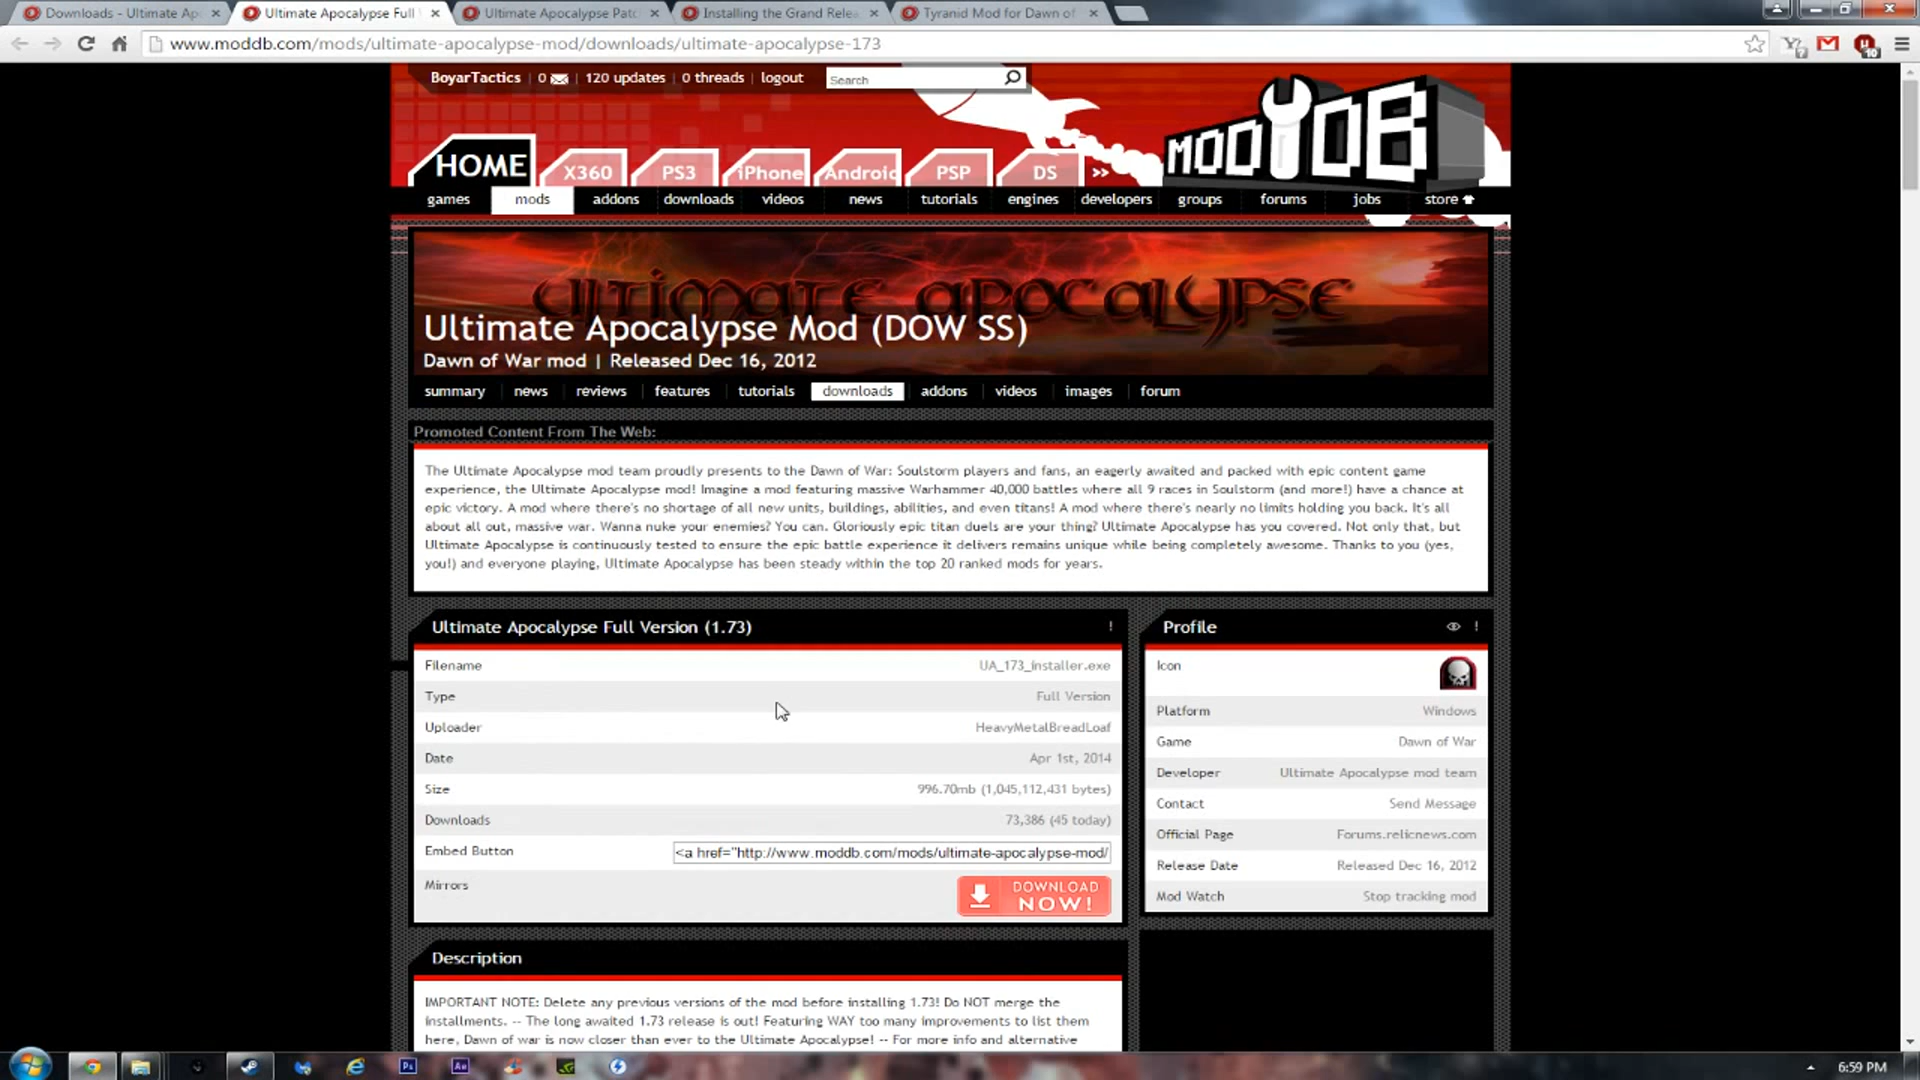 Downloads - Ultimate Ap
Ultimate Apocalypse Full
Ultimate Apocalypse Patc
Installing the Grand Relea
Tyranid Mod for Dawn of
www.moddb.com/mods/ultimate-apocalypse-mod/downloads/ultimate-apocalypse-173
10
BoyarTactics | 0 | 120 updates | 0 threads | logout
Search
MOD DB
HOME X360 PS3 iPhone Android PSP DS >>
games mods addons downloads videos news tutorials engines developers groups forums jobs store
ULTIMATE APOCALYPSE
Ultimate Apocalypse Mod (DOW SS)
Dawn of War mod | Released Dec 16, 2012
summary news reviews features tutorials downloads addons videos images forum
Promoted Content From The Web:
The Ultimate Apocalypse mod team proudly presents to the Dawn of War: Soulstorm players and fans, an eagerly awaited and packed with epic content game
experience, the Ultimate Apocalypse mod! Imagine a mod featuring massive Warhammer 40,000 battles where all 9 races in Soulstorm (and more!) have a chance at
epic victory. A mod where there's no shortage of all new units, buildings, abilities, and even titans! A mod where there's nearly no limits holding you back. It's all
about all out, massive war. Wanna nuke your enemies? You can. Gloriously epic titan duels are your thing? Ultimate Apocalypse has you covered. Not only that, but
Ultimate Apocalypse is continuously tested to ensure the epic battle experience it delivers remains unique while being completely awesome. Thanks to you (yes,
you!) and everyone playing, Ultimate Apocalypse has been steady within the top 20 ranked mods for years.
Ultimate Apocalypse Full Version (1.73) !
Filename UA_173_installer.exe
Type Full Version
Uploader HeavyMetalBreadLoaf
Date Apr 1st, 2014
Size 996.70mb (1,045,112,431 bytes)
Downloads 73,386 (45 today)
Embed Button <a href="http://www.moddb.com/mods/ultimate-apocalypse-mod/
Mirrors DOWNLOAD NOW!
Profile !
Icon
Platform Windows
Game Dawn of War
Developer Ultimate Apocalypse mod team
Contact Send Message
Official Page Forums.relicnews.com
Release Date Released Dec 16, 2012
Mod Watch Stop tracking mod
Description
IMPORTANT NOTE: Delete any previous versions of the mod before installing 1.73! Do NOT merge the
installments. -- The long awaited 1.73 release is out! Featuring WAY too many improvements to list them
here, Dawn of war is now closer than ever to the Ultimate Apocalypse! -- For more info and alternative
Ps
Ae
6:59 PM